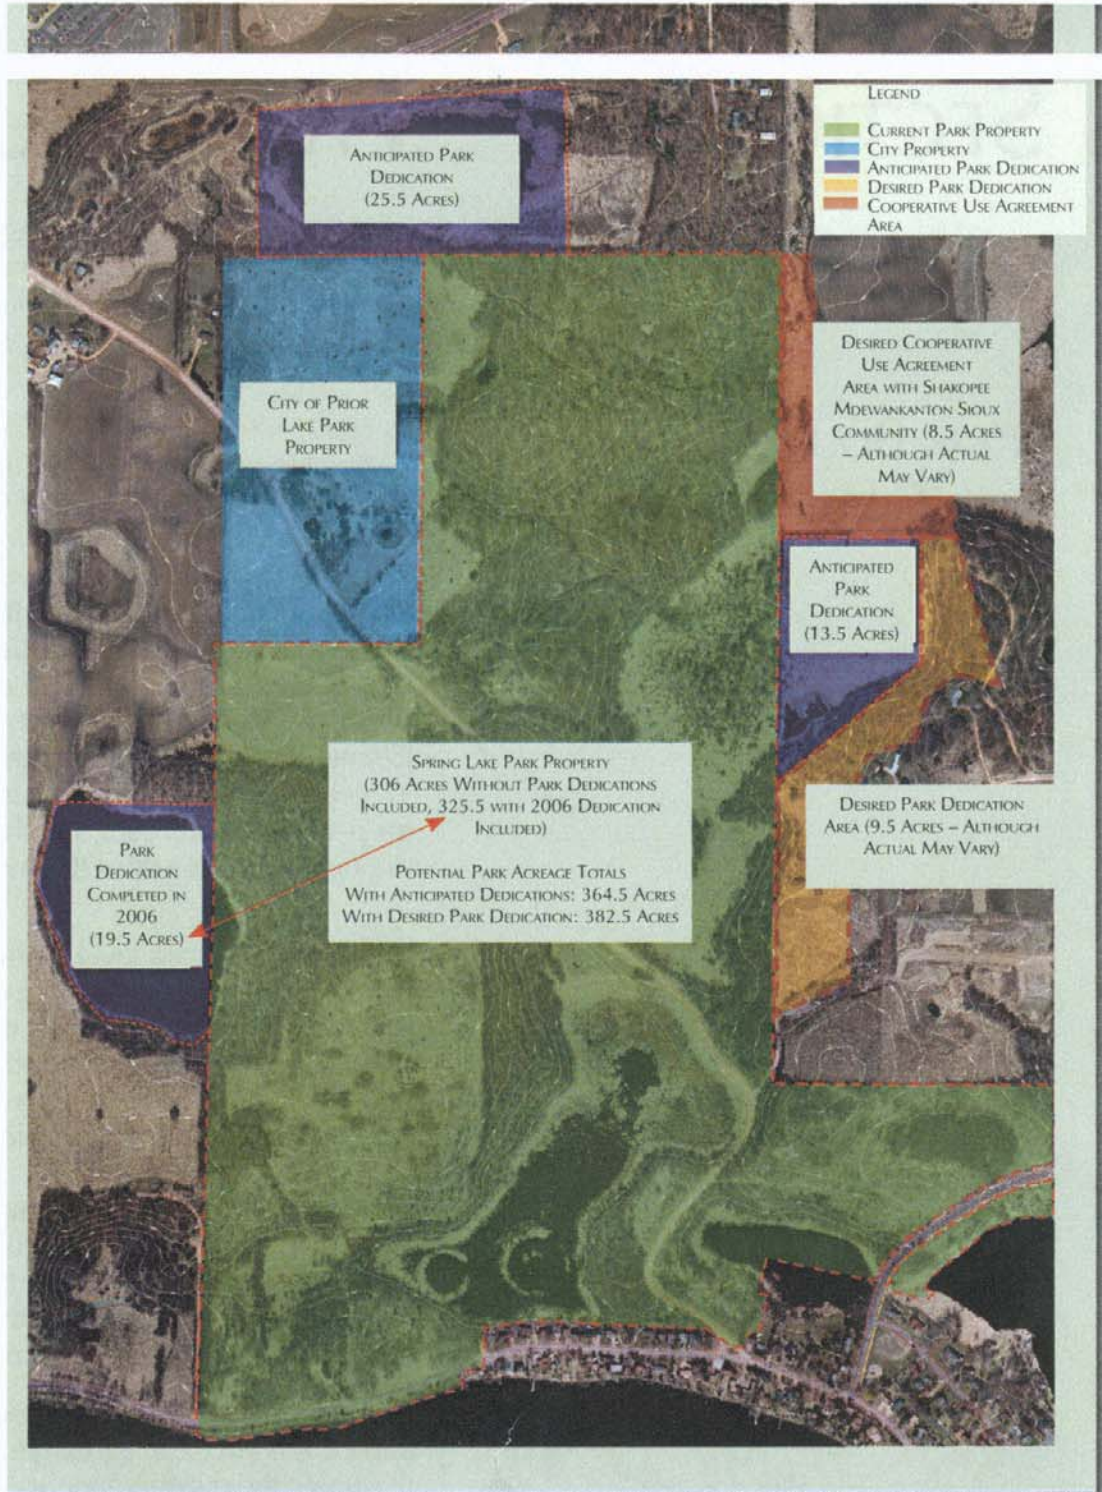 LEGEND
CURRENT PARK PROPERTY
CITY PROPERTY
ANTICIPATED PARK DEDICATION
DESIRED PARK DEDICATION
COOPERATIVE USE AGREEMENT
AREA
ANTICIPATED PARK
DEDICATION
(25.5 ACRES)
CITY OF PRIOR
LAKE PARK
PROPERTY
DESIRED COOPERATIVE
USE AGREEMENT
AREA WITH SHAKOPEE
MDEWANKANTON SIOUX
COMMUNITY (8.5 ACRES
– ALTHOUGH ACTUAL
MAY VARY)
ANTICIPATED
PARK
DEDICATION
(13.5 ACRES)
SPRING LAKE PARK PROPERTY
(306 ACRES WITHOUT PARK DEDICATIONS
INCLUDED, 325.5 WITH 2006 DEDICATION
INCLUDED)
POTENTIAL PARK ACREAGE TOTALS
WITH ANTICIPATED DEDICATIONS: 364.5 ACRES
WITH DESIRED PARK DEDICATION: 382.5 ACRES
DESIRED PARK DEDICATION
AREA (9.5 ACRES – ALTHOUGH
ACTUAL MAY VARY)
PARK
DEDICATION
COMPLETED IN
2006
(19.5 ACRES)